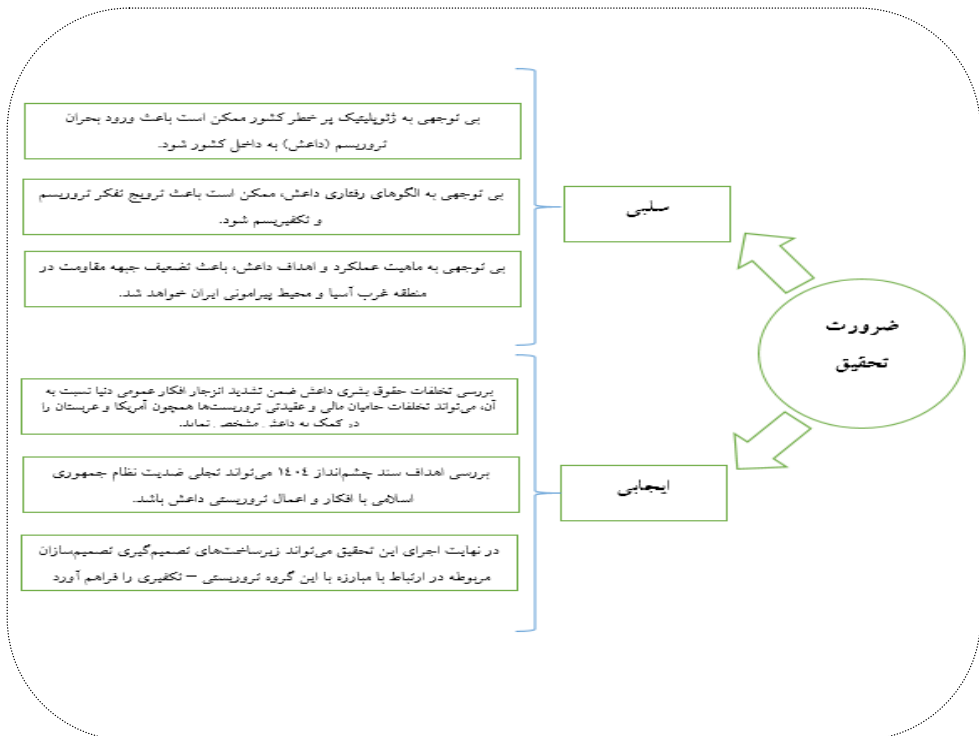 ضرورت
تحقیق
سلبی
بی توجهی به ژئوپلیتیک پر خطر کشور ممکن است باعث ورود بحران
تروریسم (داعش) به داخل کشور شود.
بی توجهی به الگوهای رفتاری داعش، ممکن است باعث ترویج تفکر تروریسم
و تکفیریسم شود.
بی توجهی به ماهیت عملکرد و اهداف داعش، باعث تضعیف جبهه مقاومت در
منطقه غرب آسیا و محیط پیرامونی ایران خواهد شد.
ایجابی
بررسی تخلفات حقوق بشری داعش ضمن تشدید انزجار افکار عمومی دنیا نسبت به
آن، می‌تواند تخلفات حامیان مالی و عقیدتی تروریست‌ها همچون آمریکا و عربستان را
در کمک به داعش مشخص نماید.
بررسی اهداف سند چشم‌انداز ۱۴۰۴ می‌تواند تجلی ضدیت نظام جمهوری
اسلامی با افکار و اعمال تروریستی داعش باشد.
در نهایت اجرای این تحقیق می‌تواند زیرساخت‌های تصمیم‌گیری تصمیم‌سازان
مربوطه در ارتباط با مبارزه با این گروه تروریستی – تکفیری را فراهم آورد